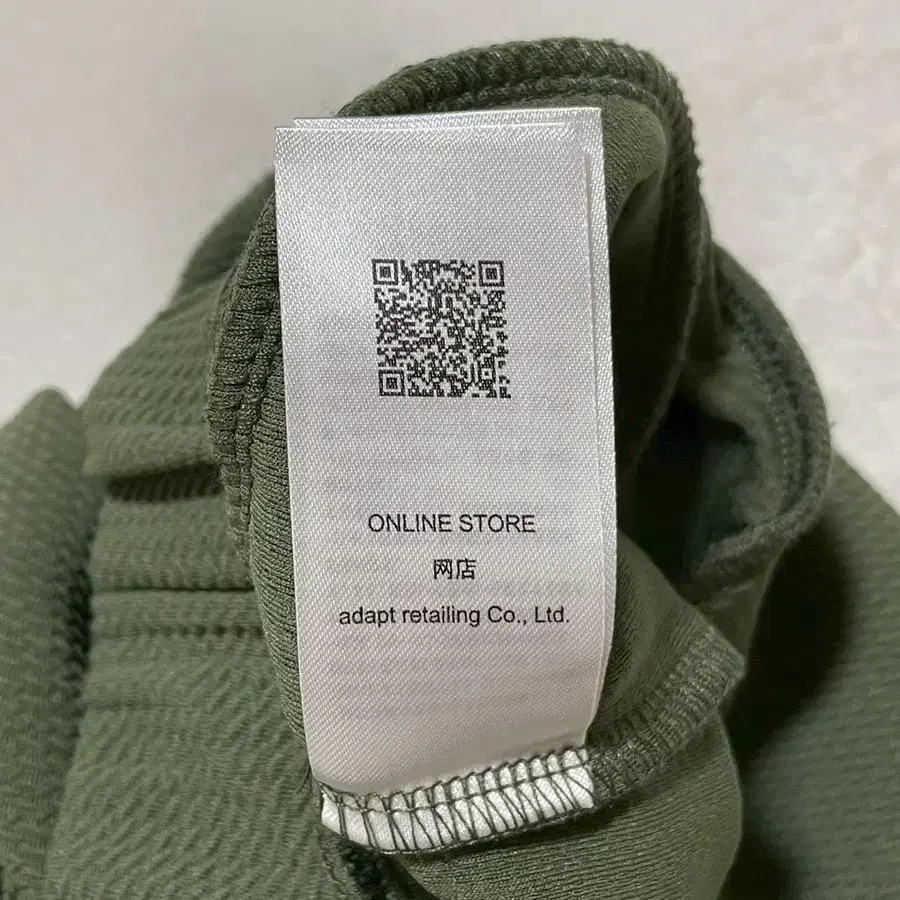 ONLINE STORE
网店
adapt retailing Co., Ltd.